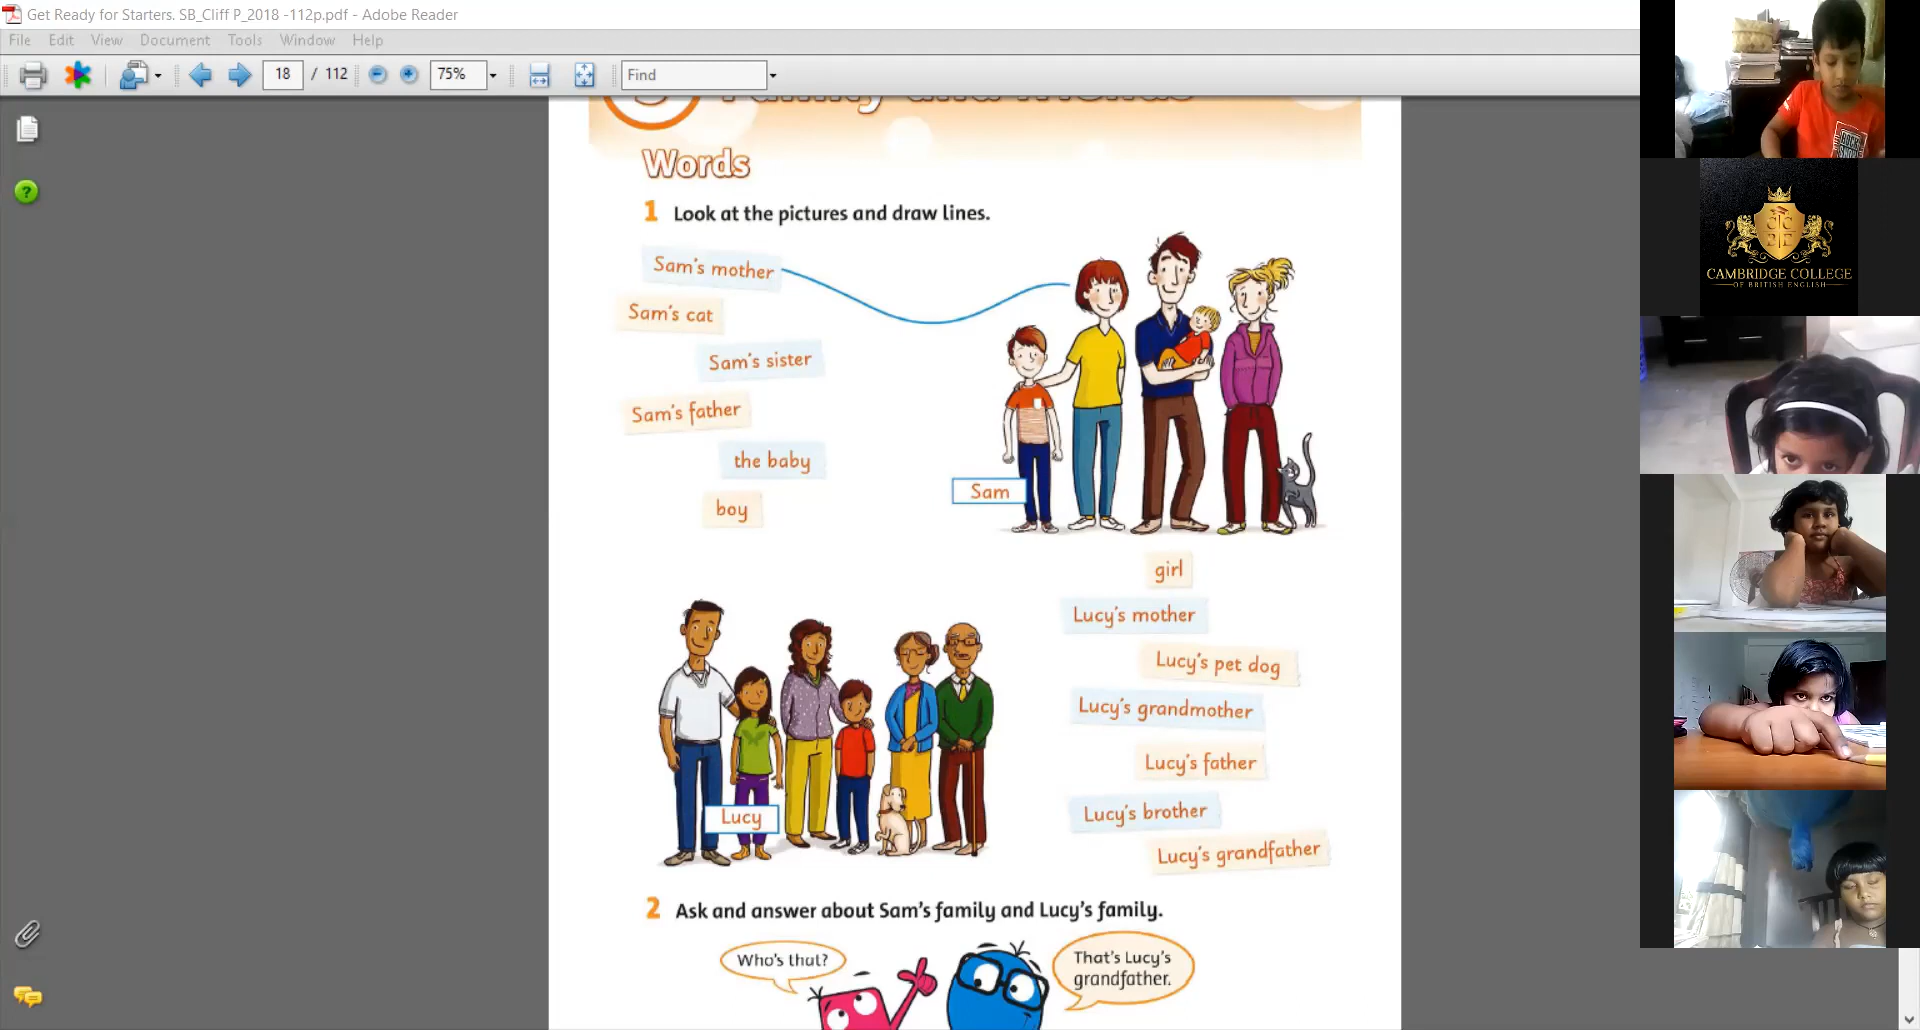 Get Ready for Starters. SB_Cliff P_2018 -112p.pdf - Adobe Reader
File Edit View Document Tools Window Help
18 / 112 75% Find
Family and friends
Words
1 Look at the pictures and draw lines.
Sam's mother
Sam's cat
Sam's sister
Sam's father
the baby
boy
Sam
girl
Lucy's mother
Lucy's pet dog
Lucy's grandmother
Lucy's father
Lucy's brother
Lucy's grandfather
Lucy
2 Ask and answer about Sam's family and Lucy's family.
Who's that?
That's Lucy's
grandfather.
CAMBRIDGE COLLEGE
OF BRITISH ENGLISH